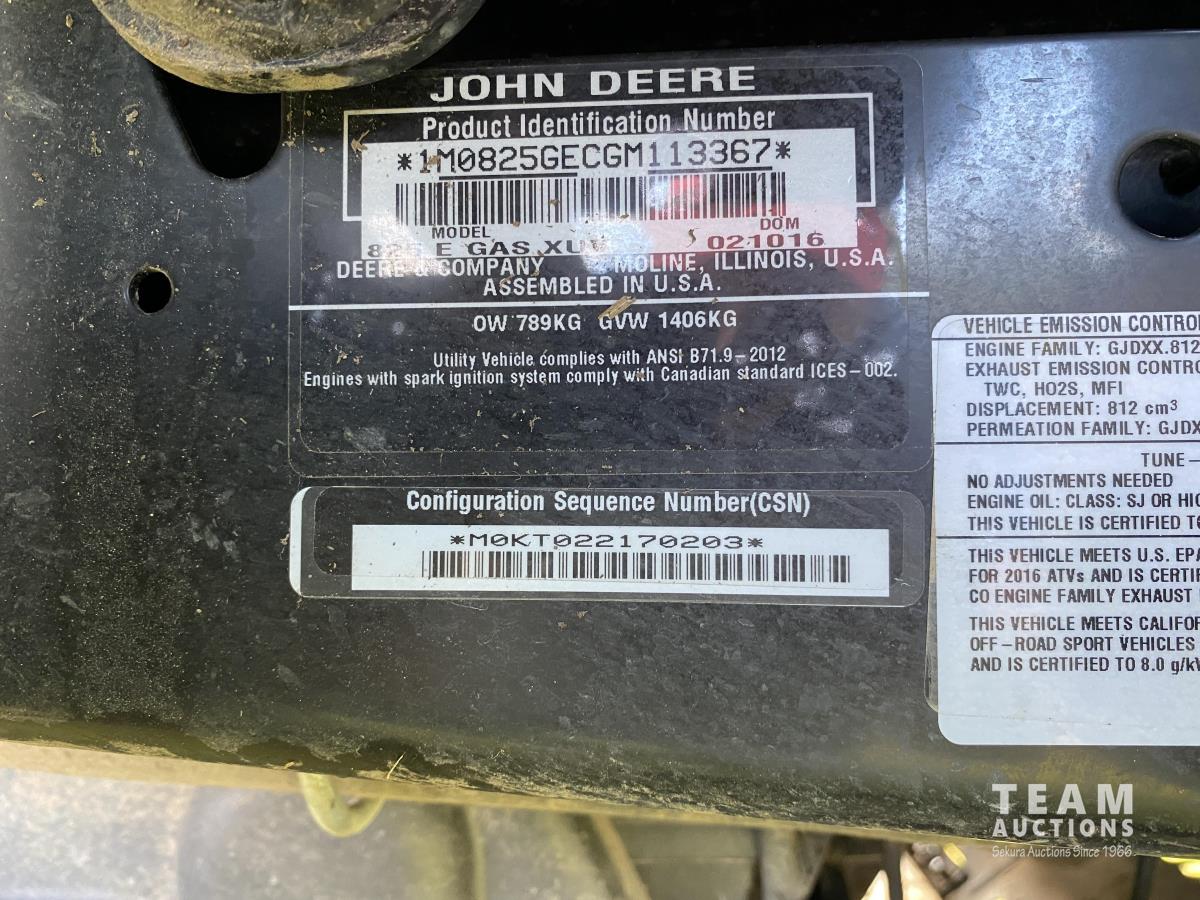 JOHN DEERE
Product Identification Number
*1M0825GECGM113367*
MODEL
DOM
E GAS
021016
DEERE & COMPANY MOLINE, ILLINOIS, U.S.A.
ASSEMBLED IN U.S.A.
OW 789KG GVW 1406KG
Utility Vehicle complies with ANSI B71.9-2012
Engines with spark ignition system comply with Canadian standard ICES-002.
Configuration Sequence Number(CSN)
*M0KT022170203*
VEHICLE EMISSION CONTROL
ENGINE FAMILY: GJDXX.812
EXHAUST EMISSION CONTRO
TWC, HO2S, MFI
DISPLACEMENT: 812 cm³
PERMEATION FAMILY: GJDX
TUNE-
NO ADJUSTMENTS NEEDED
ENGINE OIL: CLASS: SJ OR HI
THIS VEHICLE IS CERTIFIED T
THIS VEHICLE MEETS U.S. EPA
FOR 2016 ATVs AND IS CERTIF
CO ENGINE FAMILY EXHAUST
THIS VEHICLE MEETS CALIFOR
OFF-ROAD SPORT VEHICLES
AND IS CERTIFIED TO 8.0 g/k
TEAM
AUCTIONS
Sekura Auctions Since 1966